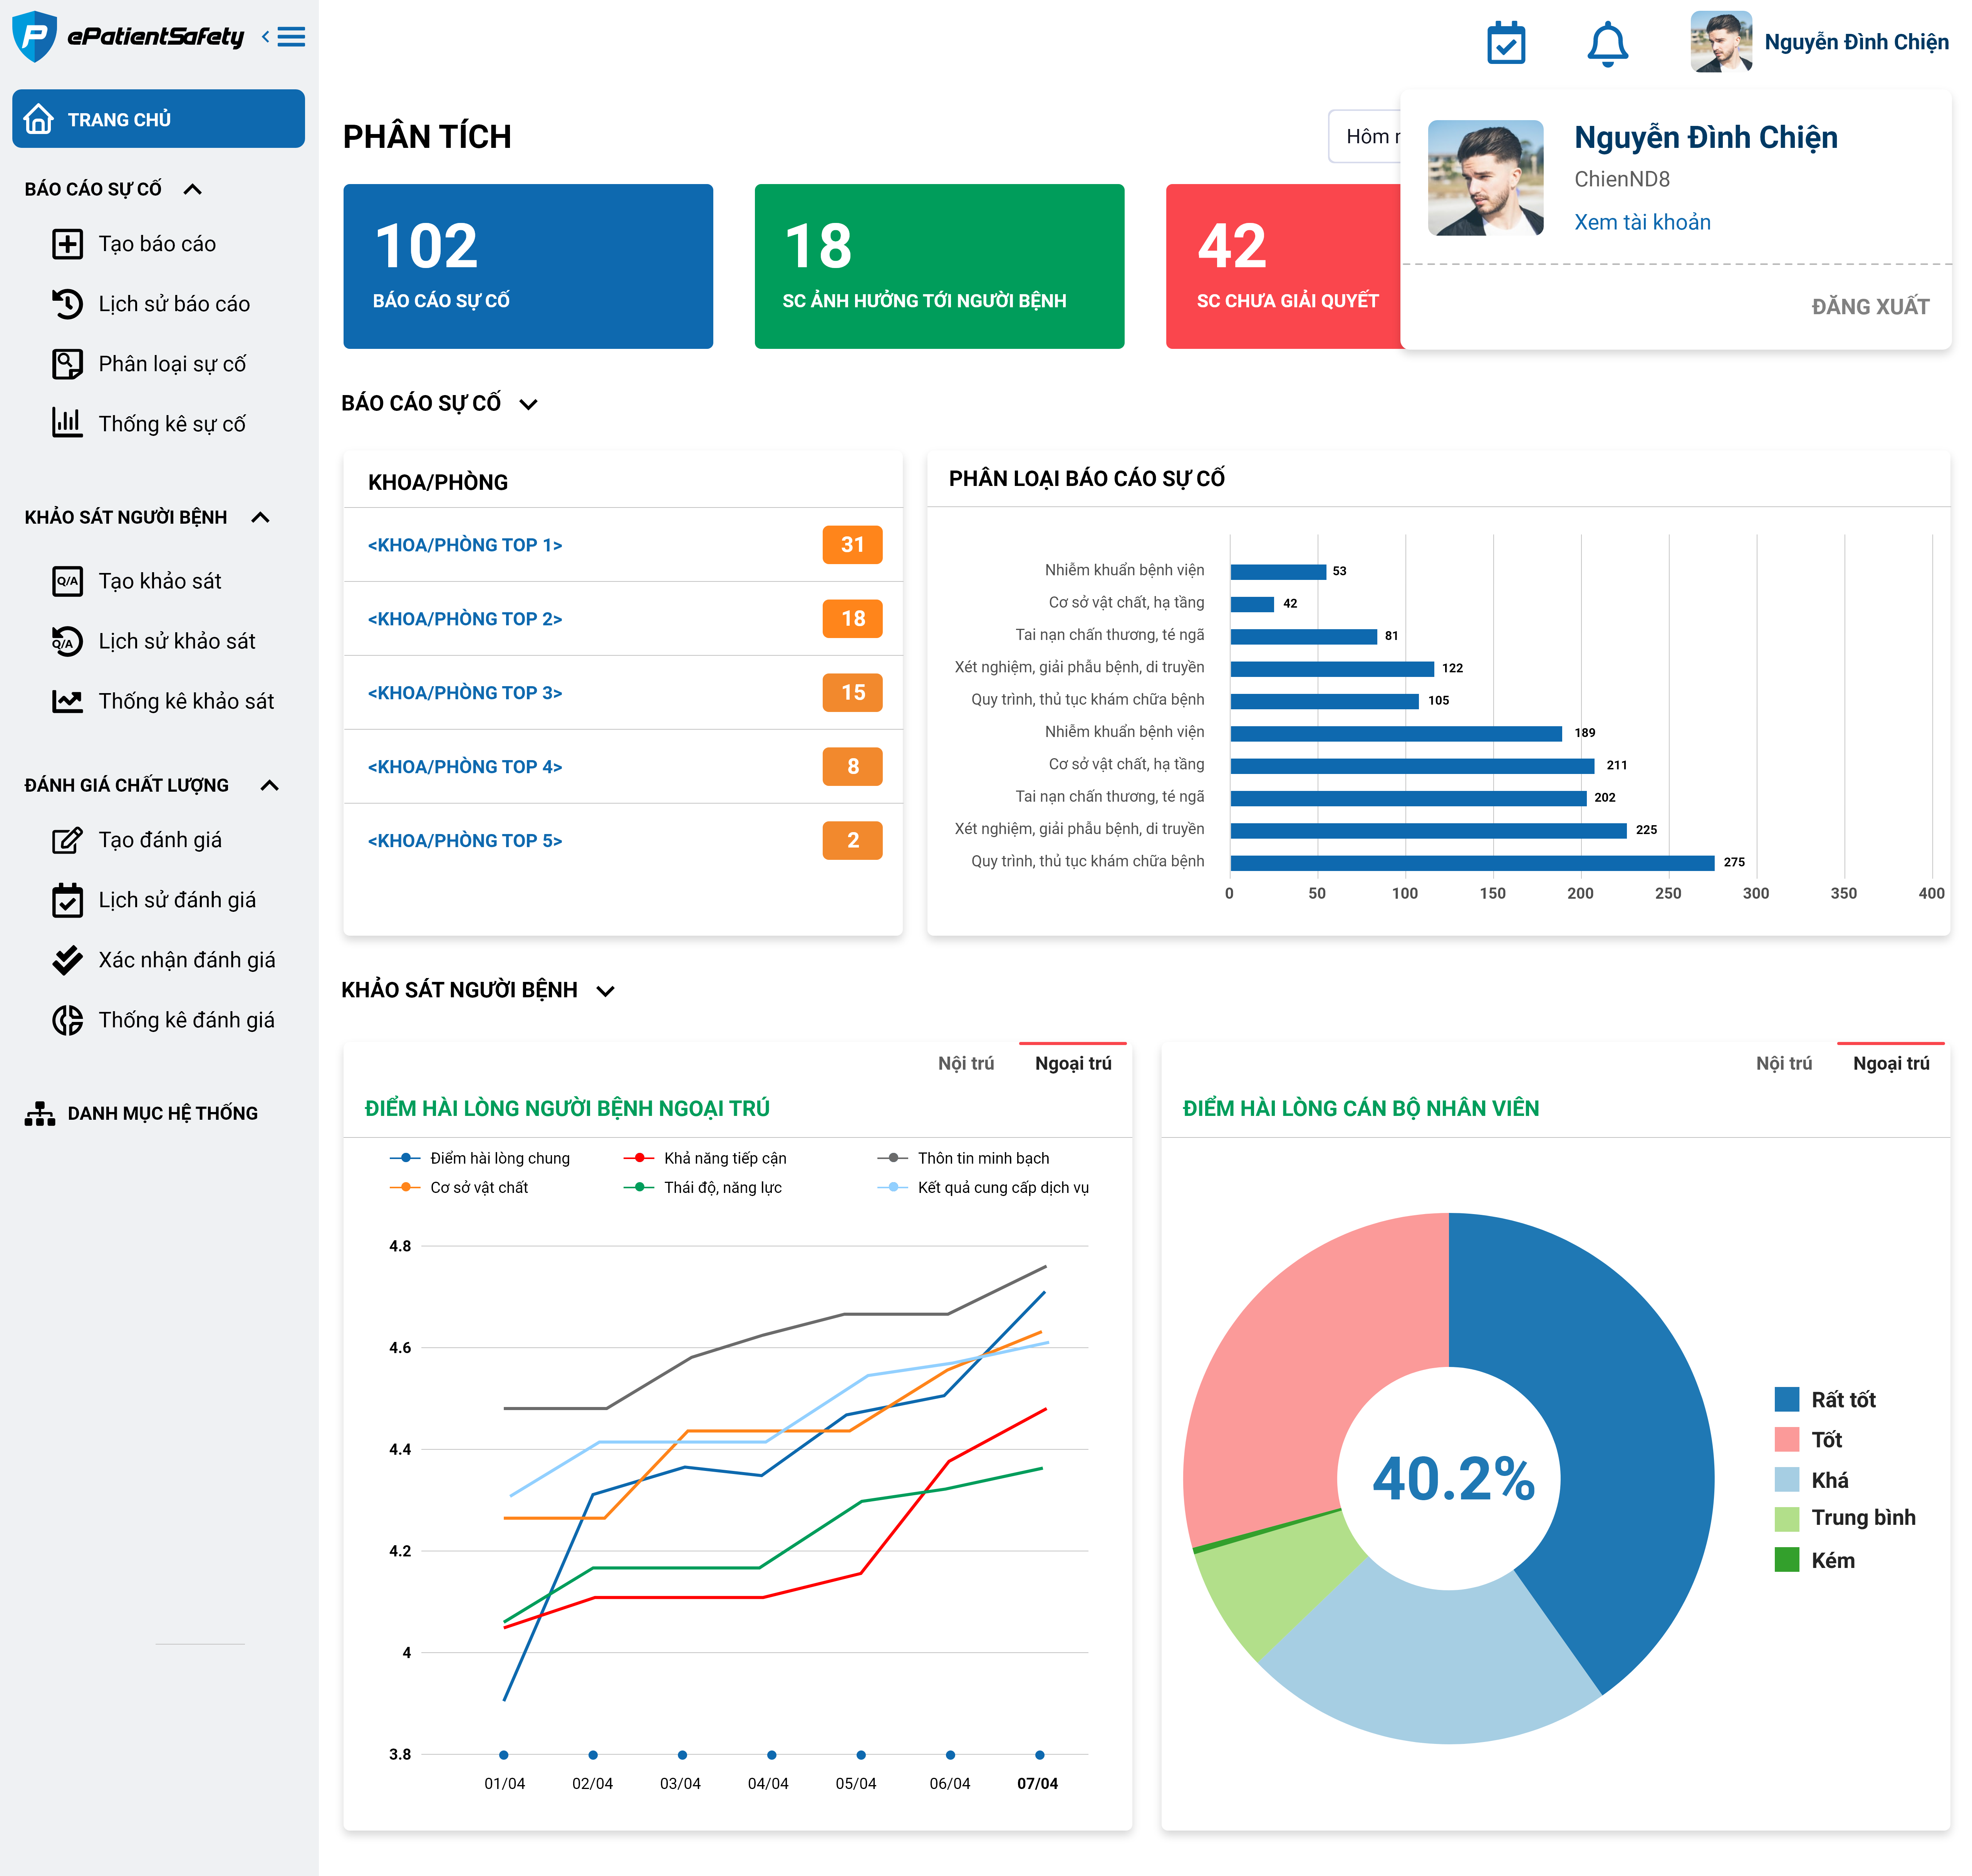 ePatientSafety
TRANG CHỦ
BÁO CÁO SỰ CỐ
Tạo báo cáo
Lịch sử báo cáo
Phân loại sự cố
Thống kê sự cố
KHẢO SÁT NGƯỜI BỆNH
Q/A Tạo khảo sát
Q/A Lịch sử khảo sát
Thống kê khảo sát
ĐÁNH GIÁ CHẤT LƯỢNG
Tạo đánh giá
Lịch sử đánh giá
Xác nhận đánh giá
Thống kê đánh giá
DANH MỤC HỆ THỐNG
Nguyễn Đình Chiện
PHÂN TÍCH
Hôm
Nguyễn Đình Chiện
ChienND8
Xem tài khoản
ĐĂNG XUẤT
102
BÁO CÁO SỰ CỐ
18
SC ẢNH HƯỞNG TỚI NGƯỜI BỆNH
42
SC CHƯA GIẢI QUYẾT
BÁO CÁO SỰ CỐ
KHOA/PHÒNG
<KHOA/PHÒNG TOP 1> 31
<KHOA/PHÒNG TOP 2> 18
<KHOA/PHÒNG TOP 3> 15
<KHOA/PHÒNG TOP 4> 8
<KHOA/PHÒNG TOP 5> 2
PHÂN LOẠI BÁO CÁO SỰ CỐ
Nhiễm khuẩn bệnh viện 53
Cơ sở vật chất, hạ tầng 42
Tai nạn chấn thương, té ngã 81
Xét nghiệm, giải phẫu bệnh, di truyền 122
Quy trình, thủ tục khám chữa bệnh 105
Nhiễm khuẩn bệnh viện 189
Cơ sở vật chất, hạ tầng 211
Tai nạn chấn thương, té ngã 202
Xét nghiệm, giải phẫu bệnh, di truyền 225
Quy trình, thủ tục khám chữa bệnh 275
0 50 100 150 200 250 300 350 400
KHẢO SÁT NGƯỜI BỆNH
Nội trú Ngoại trú
ĐIỂM HÀI LÒNG NGƯỜI BỆNH NGOẠI TRÚ
Điểm hài lòng chung Khả năng tiếp cận Thôn tin minh bạch
Cơ sở vật chất Thái độ, năng lực Kết quả cung cấp dịch vụ
4.8
4.6
4.4
4.2
4
3.8
01/04 02/04 03/04 04/04 05/04 06/04 07/04
Nội trú Ngoại trú
ĐIỂM HÀI LÒNG CÁN BỘ NHÂN VIÊN
40.2%
Rất tốt
Tốt
Khá
Trung bình
Kém